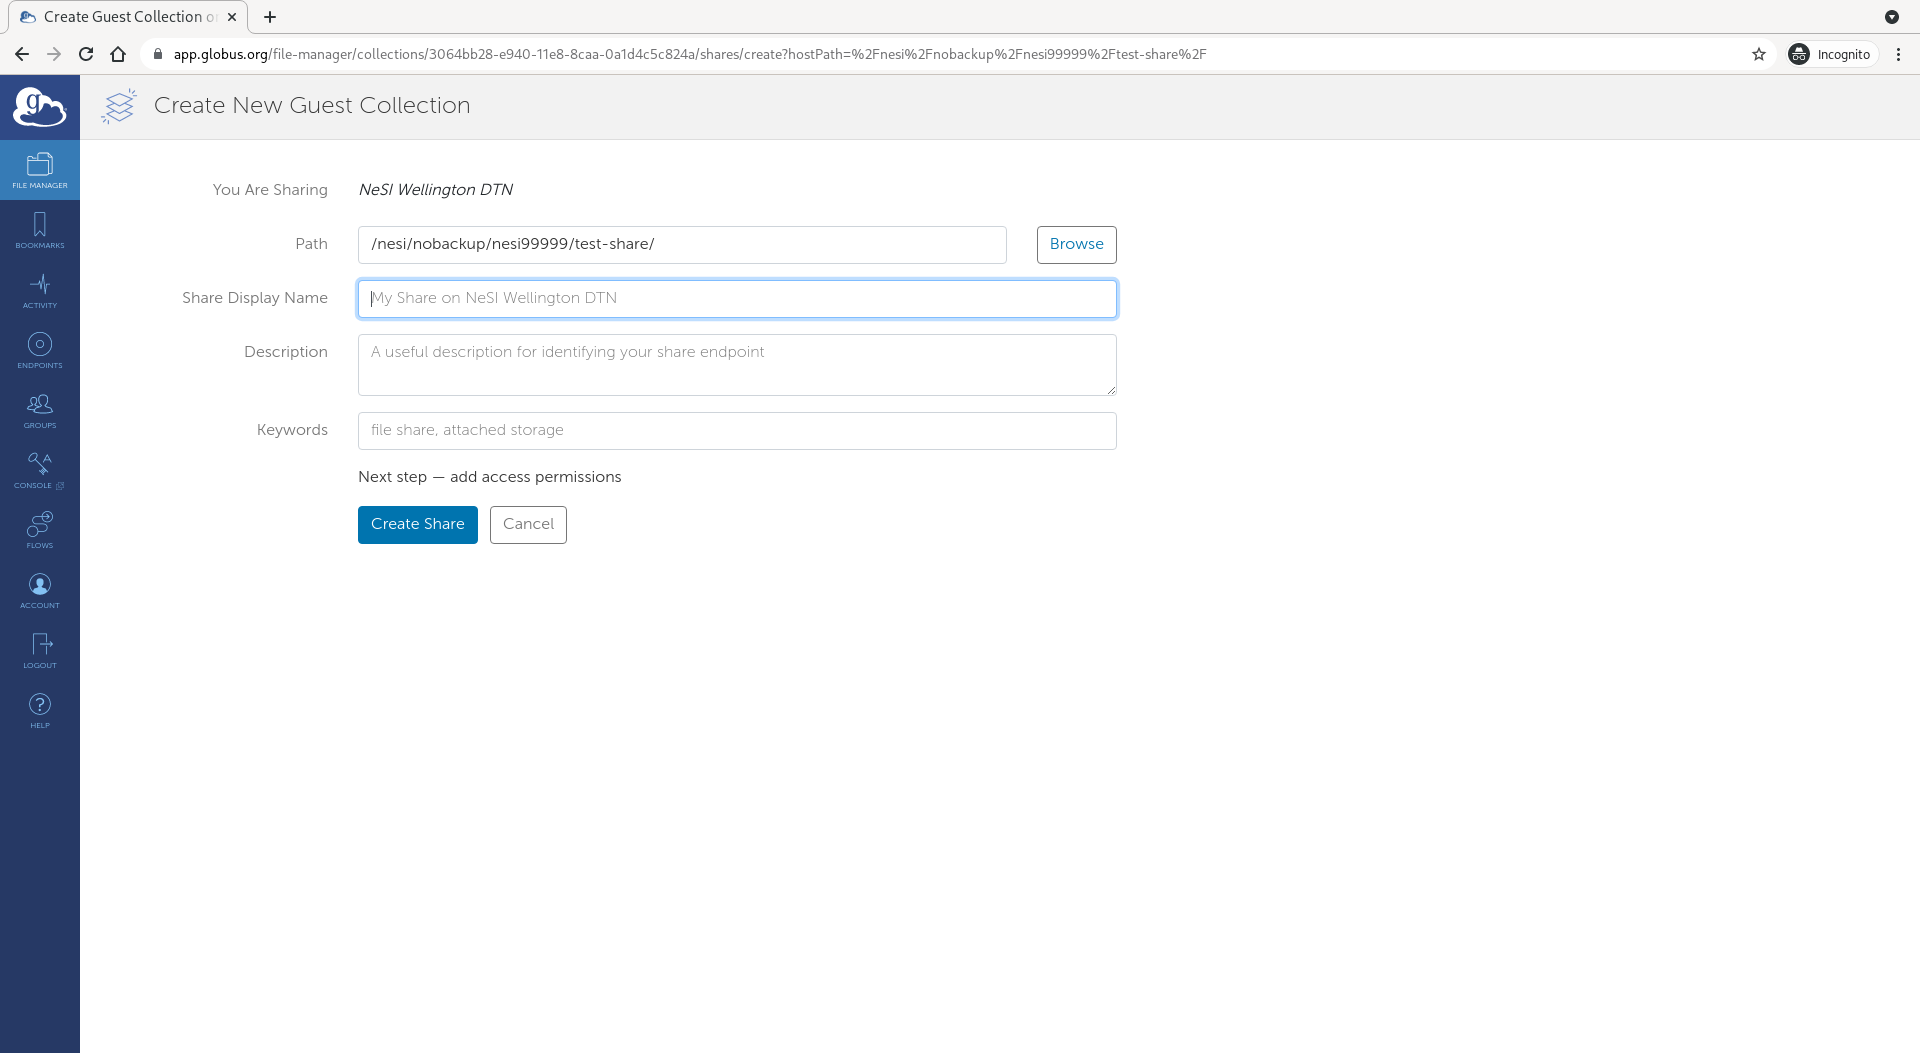 Create Guest Collection o
app.globus.org/file-manager/collections/3064bb28-e940-11e8-8caa-0a1d4c5c824a/shares/create?hostPath=%2Fnesi%2Fnobackup%2Fnesi99999%2Ftest-share%2F
Incognito
g
Create New Guest Collection
FILE MANAGER
BOOKMARKS
ACTIVITY
ENDPOINTS
GROUPS
CONSOLE
FLOWS
ACCOUNT
LOGOUT
HELP
You Are Sharing NeSI Wellington DTN
Path /nesi/nobackup/nesi99999/test-share/ Browse
Share Display Name My Share on NeSI Wellington DTN
Description A useful description for identifying your share endpoint
Keywords file share, attached storage
Next step — add access permissions
Create Share Cancel